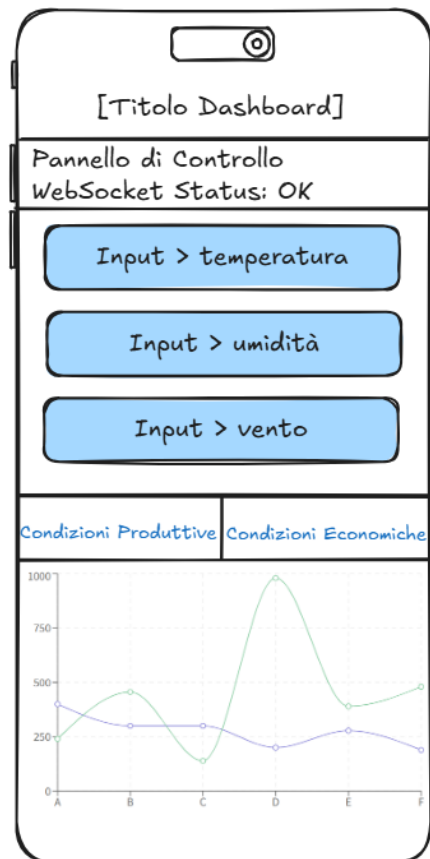 [Titolo Dashboard]
Pannello di Controllo
WebSocket Status: OK
Input > temperatura
Input > umidità
Input > vento
Condizioni Produttive
Condizioni Economiche
1000
750
500
250
0
A B C D E F